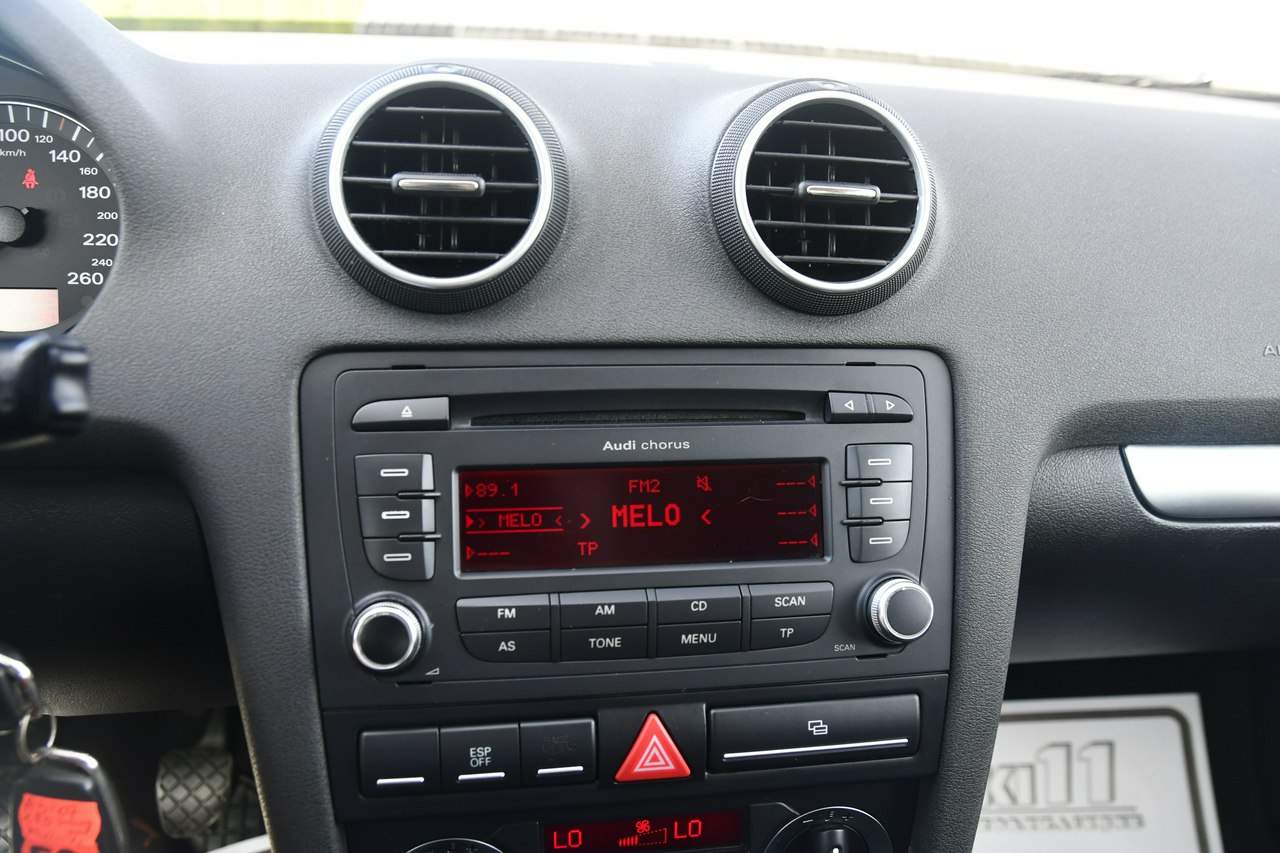 100 120
km/h 140
160
180
200
220
240
260
Audi chorus
89.1 FM2 ---
> MELO < > MELO < ---
--- TP ---
FM AM CD SCAN
AS TONE MENU TP
SCAN
ESP
OFF
LO LO